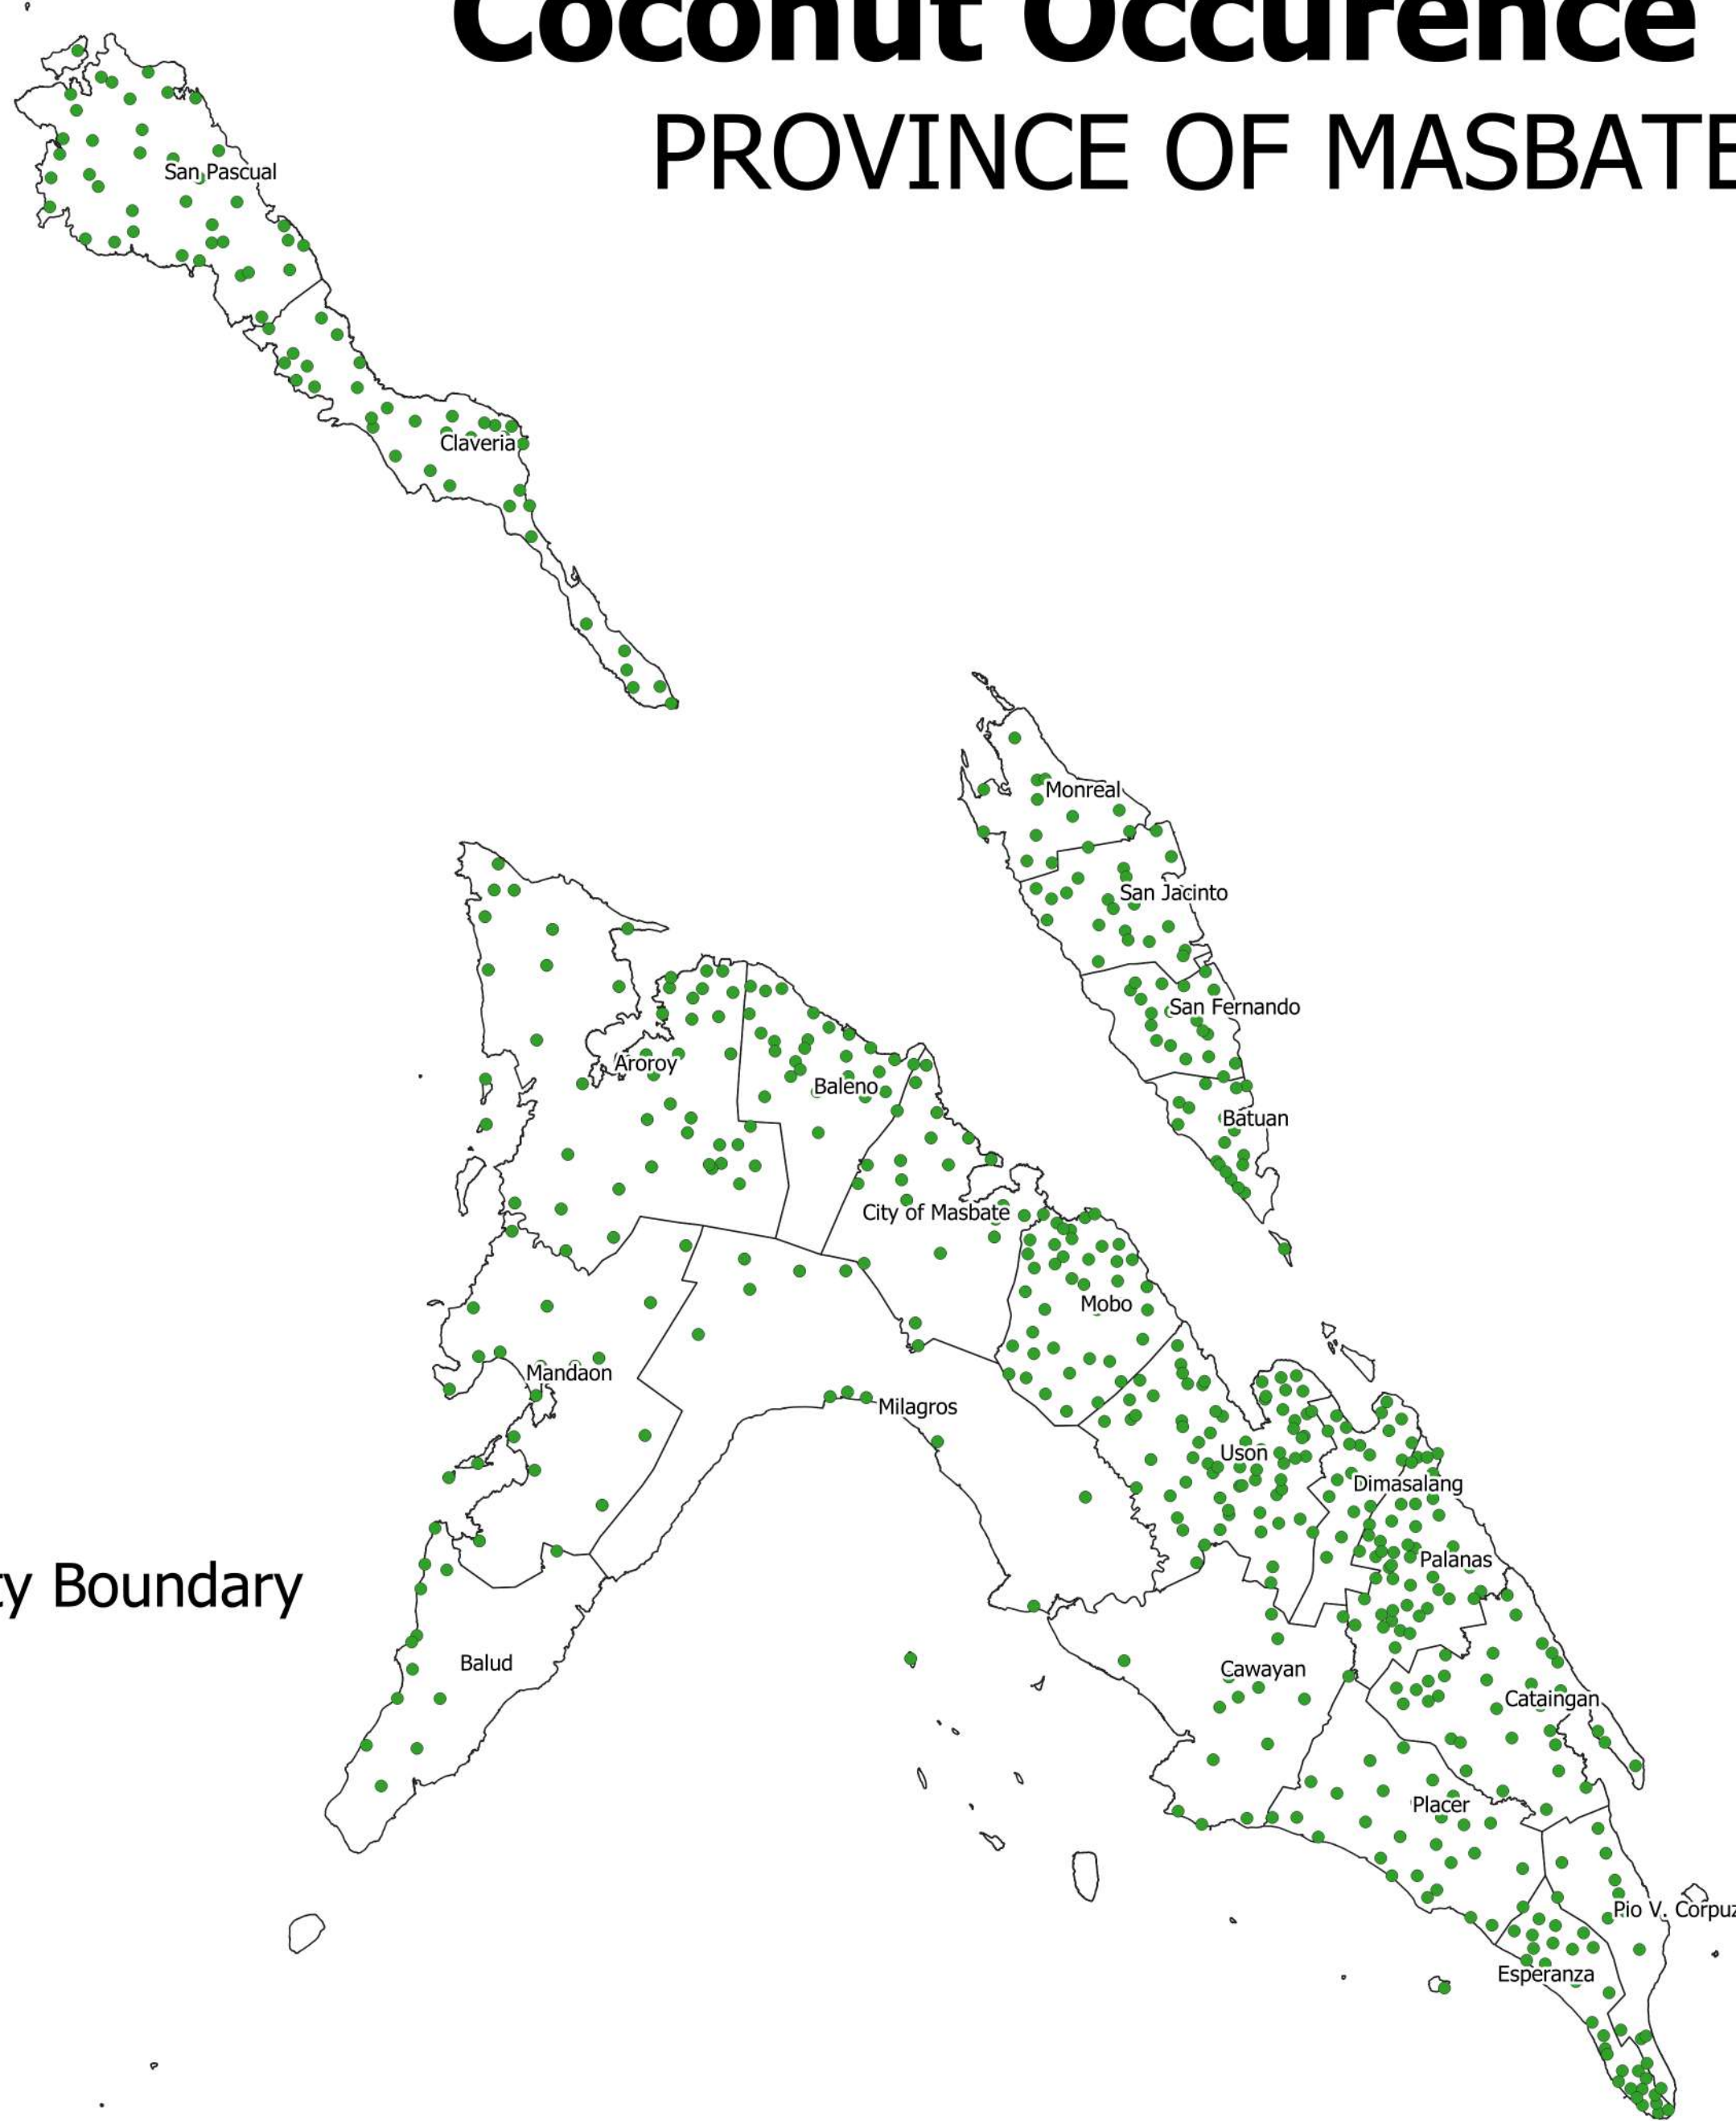 Coconut Occurence
PROVINCE OF MASBATE
San Pascual
Claveria
Monreal
San Jacinto
San Fernando
Aroroy
Baleno
Batuan
City of Masbate
Mobo
Mandaon
Milagros
Uson
Dimasalang
Palanas
ty Boundary
Balud
Cawayan
Cataingan
Placer
Pio V. Corpuz
Esperanza